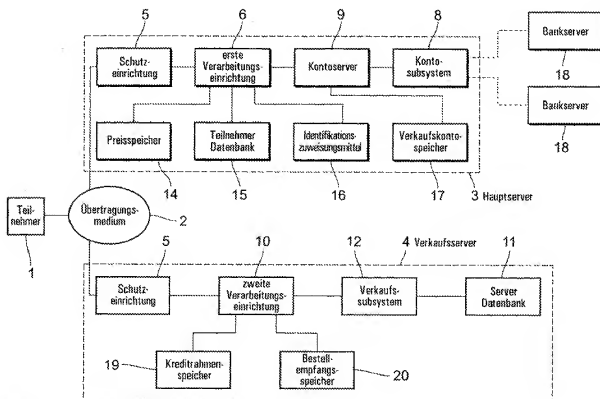 5
6
9
8
Schutz-
einrichtung
erste
Verarbeitungs-
einrichtung
Kontoserver
Konto-
subsystem
Bankserver
18
Bankserver
18
Preisspeicher
Teilnehmer
Datenbank
Identifikations-
zuweisungsmittel
Verkaufskonto-
speicher
14
15
16
17
3 Hauptserver
Teil-
nehmer
1
Übertragungs-
medium
2
5
10
12
4 Verkaufsserver
11
Schutz-
einrichtung
zweite
Verarbeitungs-
einrichtung
Verkaufs-
subsystem
Server
Datenbank
19
Kreditrahmen-
speicher
Bestell-
empfangs-
speicher
20